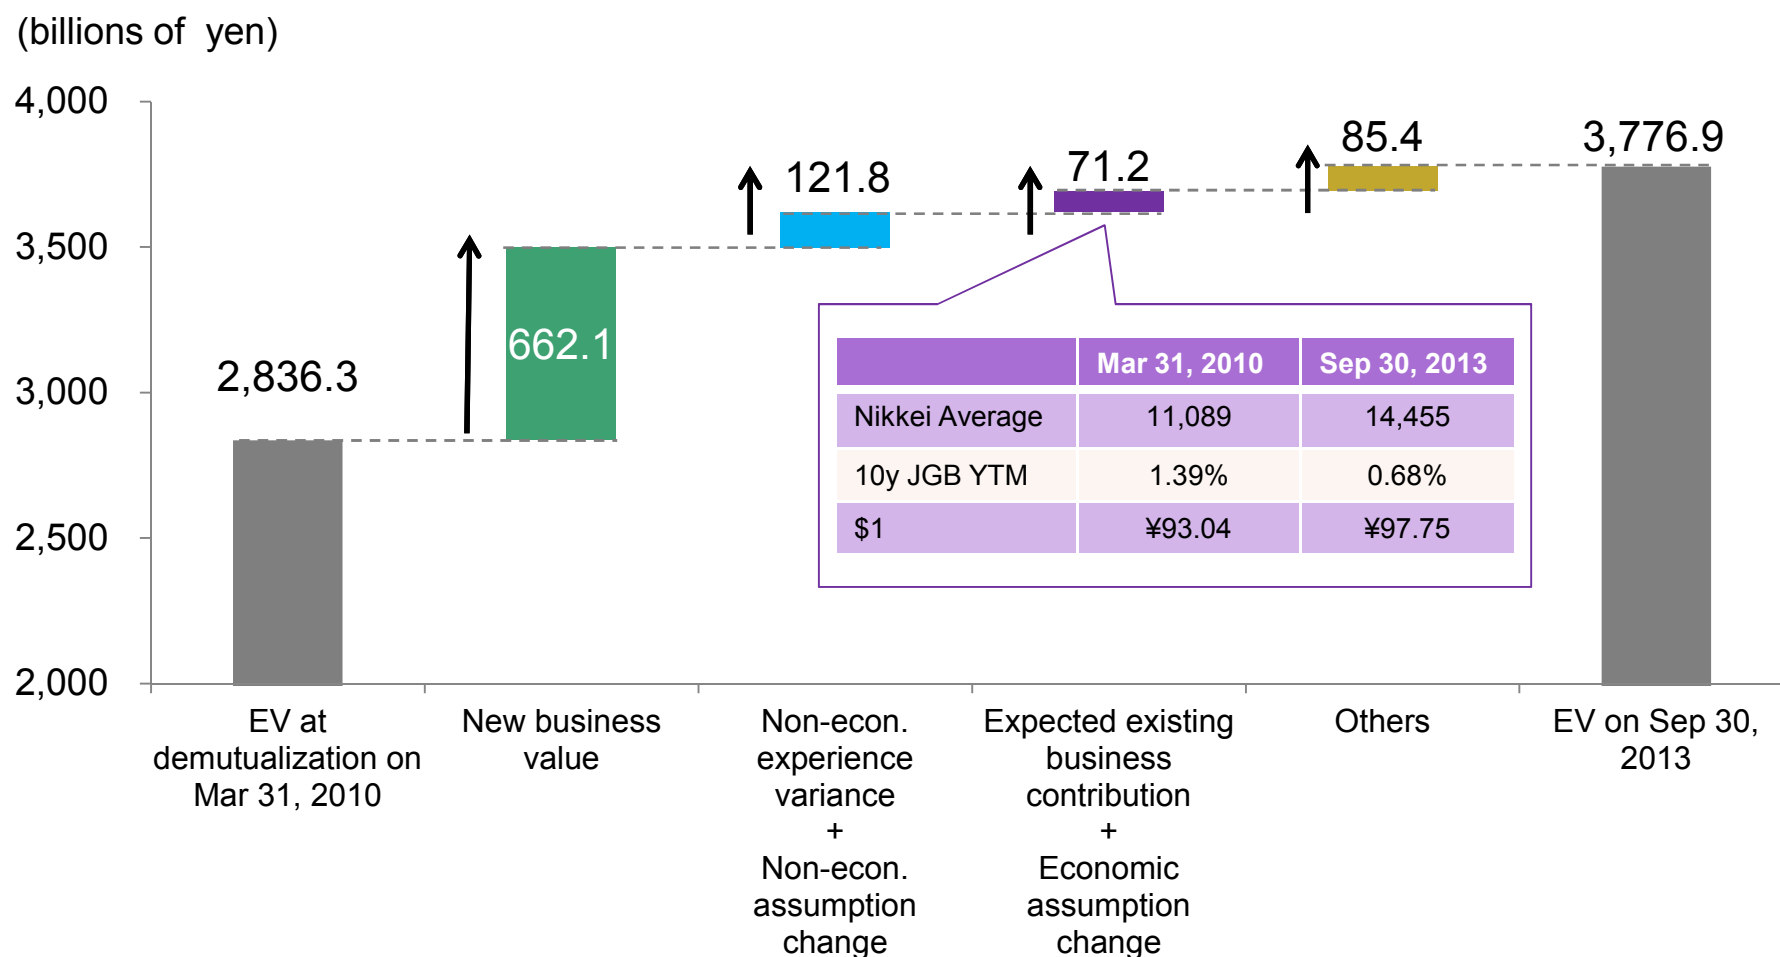 (billions of yen)
4,000
3,500
3,000
2,500
2,000
2,836.3
662.1
121.8
71.2
85.4
3,776.9
Mar 31, 2010 Sep 30, 2013
Nikkei Average 11,089 14,455
10y JGB YTM 1.39% 0.68%
$1 ¥93.04 ¥97.75
EV at
demutualization on
Mar 31, 2010
New business
value
Non-econ.
experience
variance
+
Non-econ.
assumption
change
Expected existing
business
contribution
+
Economic
assumption
change
Others
EV on Sep 30,
2013